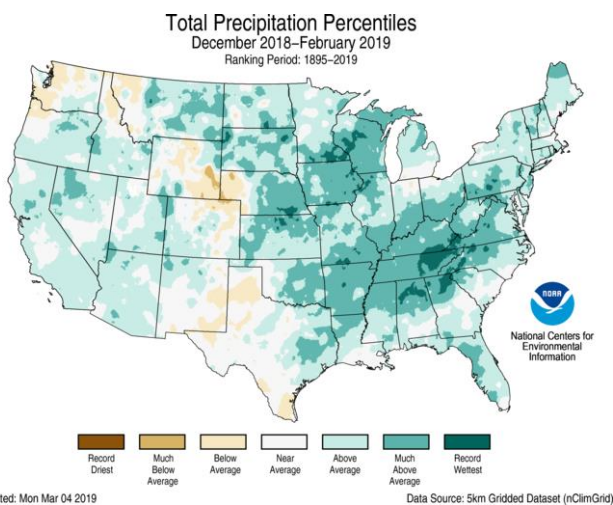 Total Precipitation Percentiles
December 2018–February 2019
Ranking Period: 1895–2019
NOAA
National Centers for
Environmental
Information
Record
Driest
Much
Below
Average
Below
Average
Near
Average
Above
Average
Much
Above
Average
Record
Wettest
ted: Mon Mar 04 2019
Data Source: 5km Gridded Dataset (nClimGrid)